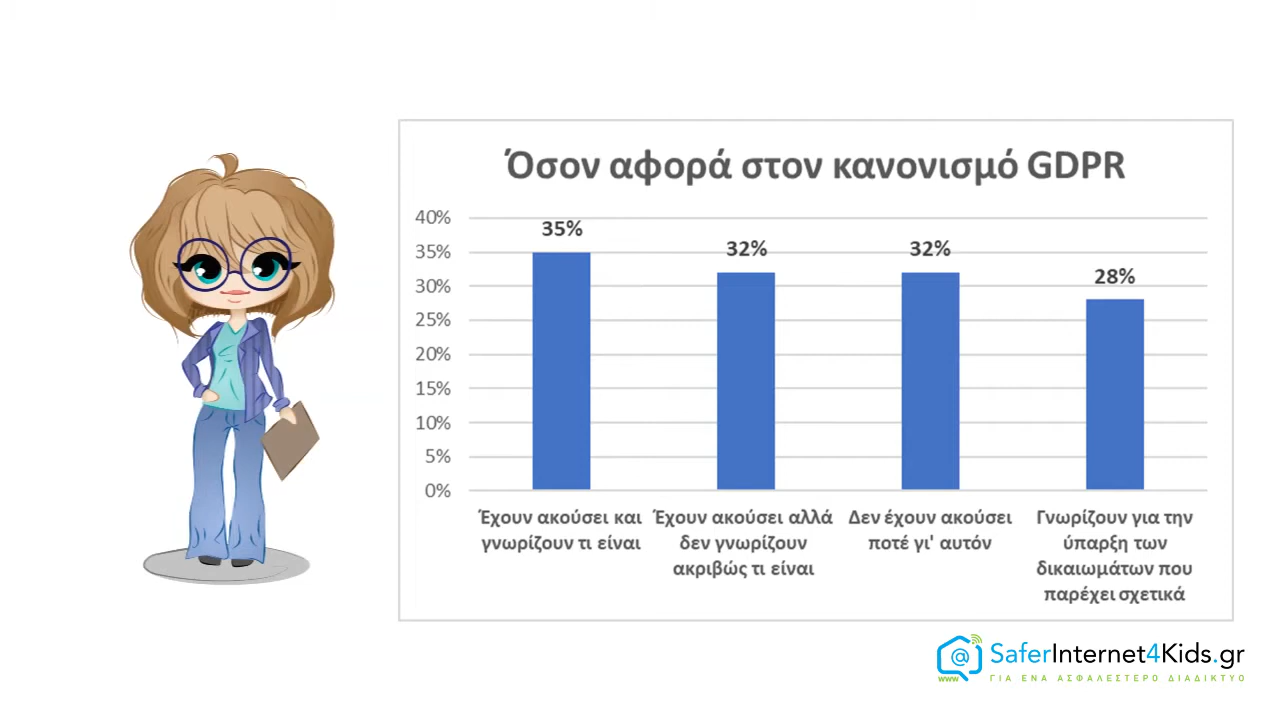 Όσον αφορά στον κανονισμό GDPR
40%
35%
30%
25%
20%
15%
10%
5%
0%
35%
32%
32%
28%
Έχουν ακούσει και
γνωρίζουν τι είναι
Έχουν ακούσει αλλά
δεν γνωρίζουν
ακριβώς τι είναι
Δεν έχουν ακούσει
ποτέ γι' αυτόν
Γνωρίζουν για την
ύπαρξη των
δικαιωμάτων που
παρέχει σχετικά
@
www
SaferInternet4Kids.gr
ΓΙΑ ΕΝΑ ΑΣΦΑΛΕΣΤΕΡΟ ΔΙΑΔΙΚΤΥΟ